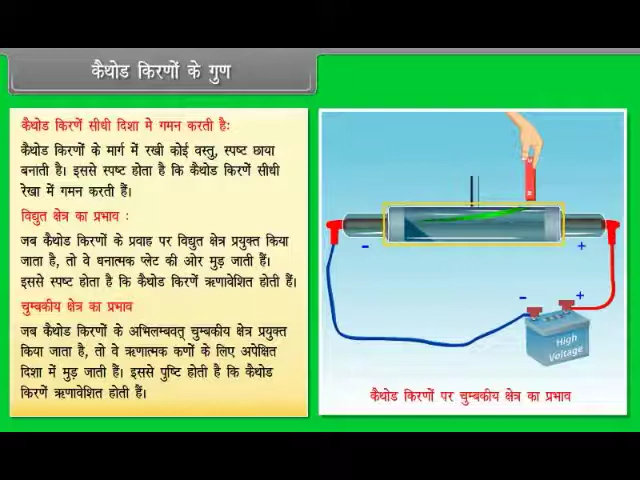 कैथोड किरणों के गुण
कैथोड किरणें सीधी दिशा मे गमन करती है:
कैथोड किरणों के मार्ग में रखी कोई वस्तु, स्पष्ट छाया
बनाती है। इससे स्पष्ट होता है कि कैथोड किरणें सीधी
रेखा में गमन करती हैं।
विद्युत क्षेत्र का प्रभाव :
जब कैथोड किरणों के प्रवाह पर विद्युत क्षेत्र प्रयुक्त किया
जाता है, तो वे धनात्मक प्लेट की ओर मुड़ जाती हैं।
इससे स्पष्ट होता है कि कैथोड किरणें ऋणावेशित होती हैं।
चुम्बकीय क्षेत्र का प्रभाव
जब कैथोड किरणों के अभिलम्बवत् चुम्बकीय क्षेत्र प्रयुक्त
किया जाता है, तो वे ऋणात्मक कणों के लिए अपेक्षित
दिशा में मुड़ जाती हैं। इससे पुष्टि होती है कि कैथोड
किरणें ऋणावेशित होती हैं।
- +
- +
High
Voltage
कैथोड किरणों पर चुम्बकीय क्षेत्र का प्रभाव